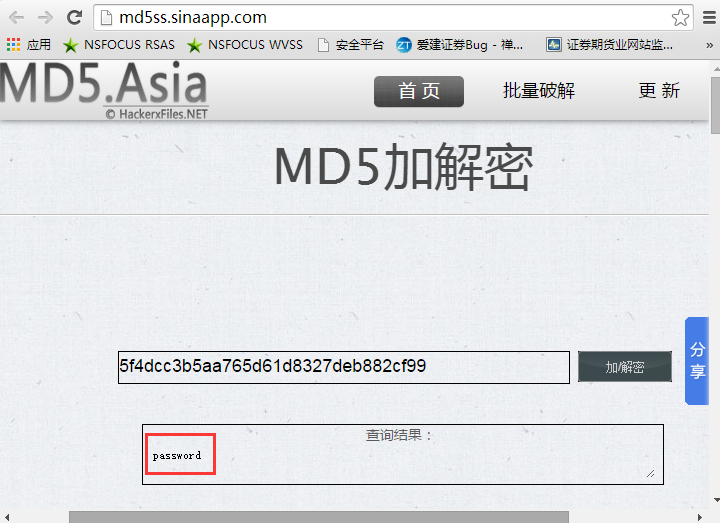 md5ss.sinaapp.com
应用 NSFOCUS RSAS NSFOCUS WVSS 安全平台 爱建证券Bug - 禅... 证券期货业网站监... »
MD5.Asia
© HackerxFiles.NET
首 页 批量破解 更 新
MD5加解密
5f4dcc3b5aa765d61d8327deb882cf99 加/解密
分享
查询结果：
password